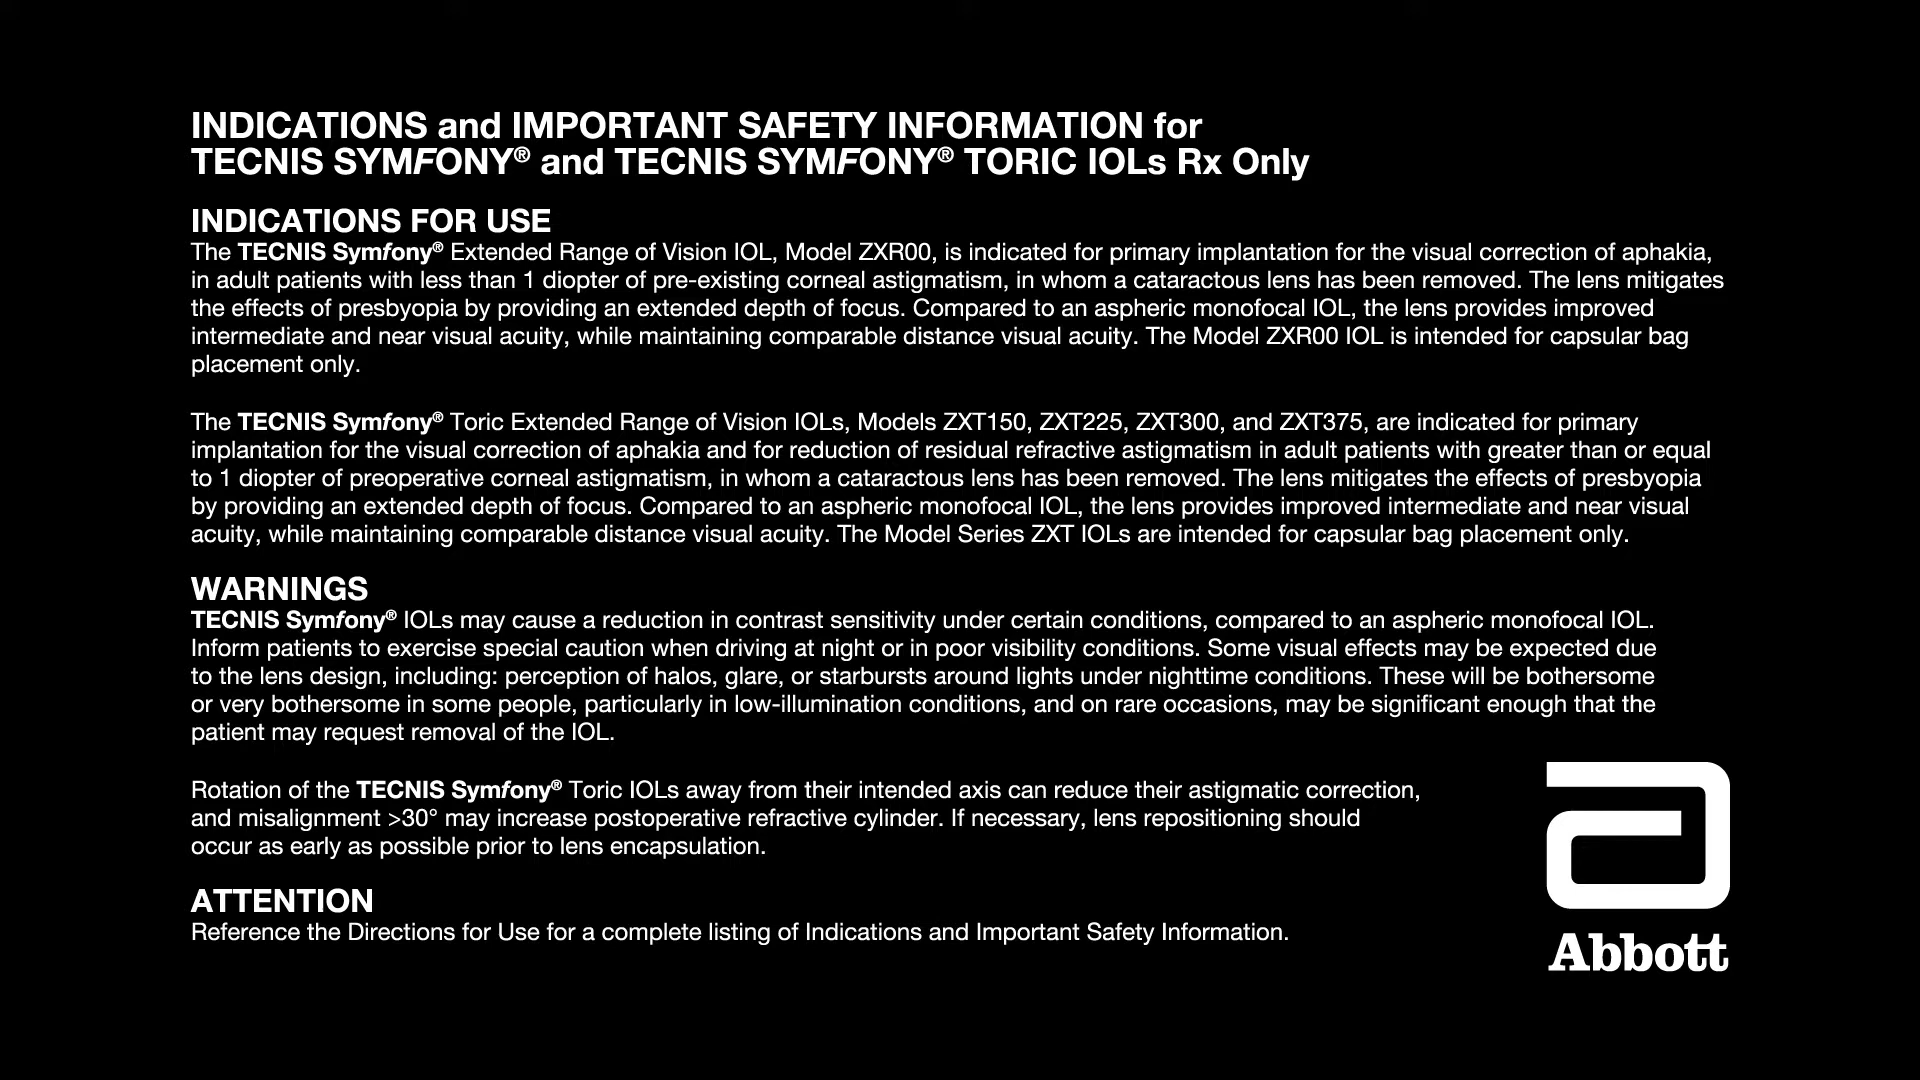 INDICATIONS and IMPORTANT SAFETY INFORMATION for
TECNIS SYMFONY® and TECNIS SYMFONY® TORIC IOLs Rx Only
INDICATIONS FOR USE
The TECNIS Symfony® Extended Range of Vision IOL, Model ZXR00, is indicated for primary implantation for the visual correction of aphakia,
in adult patients with less than 1 diopter of pre-existing corneal astigmatism, in whom a cataractous lens has been removed. The lens mitigates
the effects of presbyopia by providing an extended depth of focus. Compared to an aspheric monofocal IOL, the lens provides improved
intermediate and near visual acuity, while maintaining comparable distance visual acuity. The Model ZXR00 IOL is intended for capsular bag
placement only.
The TECNIS Symfony® Toric Extended Range of Vision IOLs, Models ZXT150, ZXT225, ZXT300, and ZXT375, are indicated for primary
implantation for the visual correction of aphakia and for reduction of residual refractive astigmatism in adult patients with greater than or equal
to 1 diopter of preoperative corneal astigmatism, in whom a cataractous lens has been removed. The lens mitigates the effects of presbyopia
by providing an extended depth of focus. Compared to an aspheric monofocal IOL, the lens provides improved intermediate and near visual
acuity, while maintaining comparable distance visual acuity. The Model Series ZXT IOLs are intended for capsular bag placement only.
WARNINGS
TECNIS Symfony® IOLs may cause a reduction in contrast sensitivity under certain conditions, compared to an aspheric monofocal IOL.
Inform patients to exercise special caution when driving at night or in poor visibility conditions. Some visual effects may be expected due
to the lens design, including: perception of halos, glare, or starbursts around lights under nighttime conditions. These will be bothersome
or very bothersome in some people, particularly in low-illumination conditions, and on rare occasions, may be significant enough that the
patient may request removal of the IOL.
Rotation of the TECNIS Symfony® Toric IOLs away from their intended axis can reduce their astigmatic correction,
and misalignment >30° may increase postoperative refractive cylinder. If necessary, lens repositioning should
occur as early as possible prior to lens encapsulation.
ATTENTION
Reference the Directions for Use for a complete listing of Indications and Important Safety Information.
Abbott